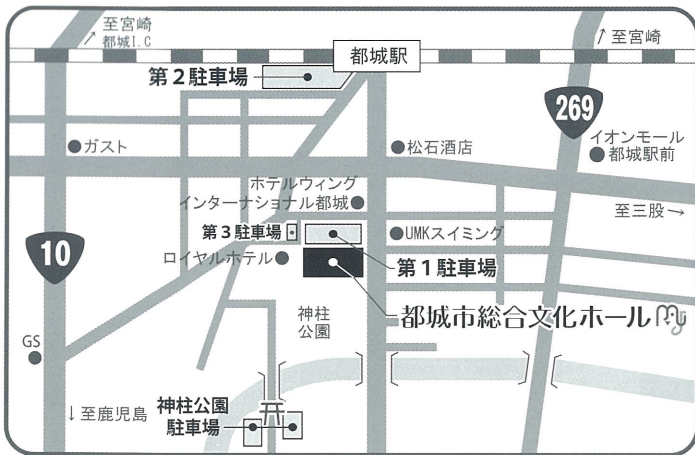 至宮崎
都城I.C
都城駅
至宮崎
第2駐車場
269
ガスト
松石酒店
イオンモール
都城駅前
ホテルウィング
インターナショナル都城
至三股→
第3駐車場
UMKスイミング
10
ロイヤルホテル
第1駐車場
神柱
公園
都城市総合文化ホール
GS
↓至鹿児島
神柱公園
駐車場